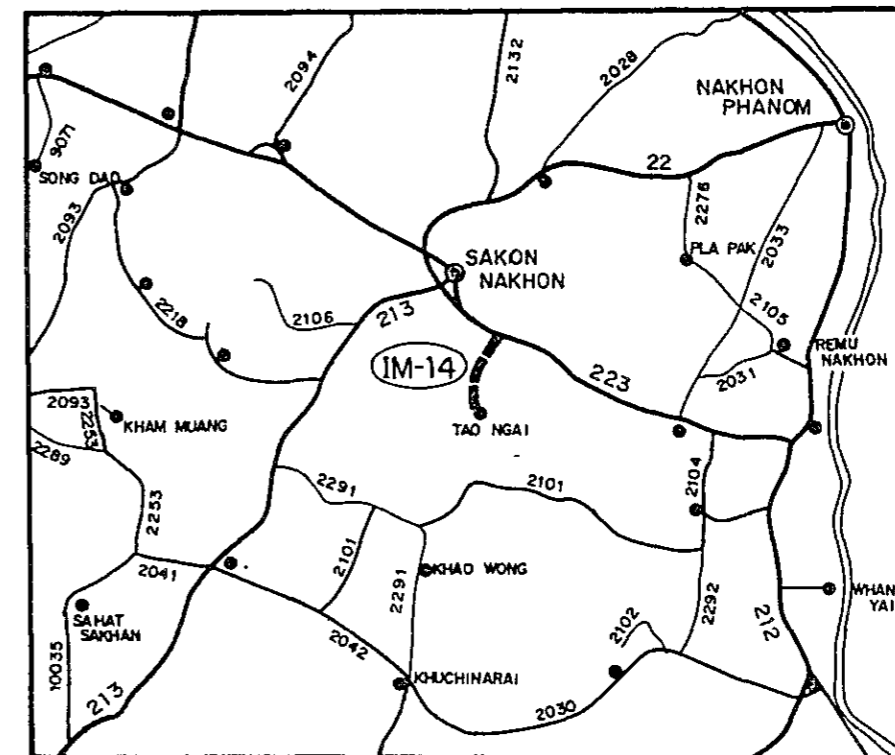 2094
2132
2028
NAKHON
PHANOM
9071
SONG DAO
22
2276
2033
2093
SAKON
NAKHON
PLA PAK
2218
2106
213
2105
IM-14
REMU
NAKHON
223
2031
2093
2253
KHAM MUANG
TAO NGAI
2289
2253
2291
2101
2104
2041
2101
2291
KHAO WONG
WHAN
YAI
SAHAT
SAKHAN
2042
2102
2292
212
10035
213
KHUCHINARAI
2030